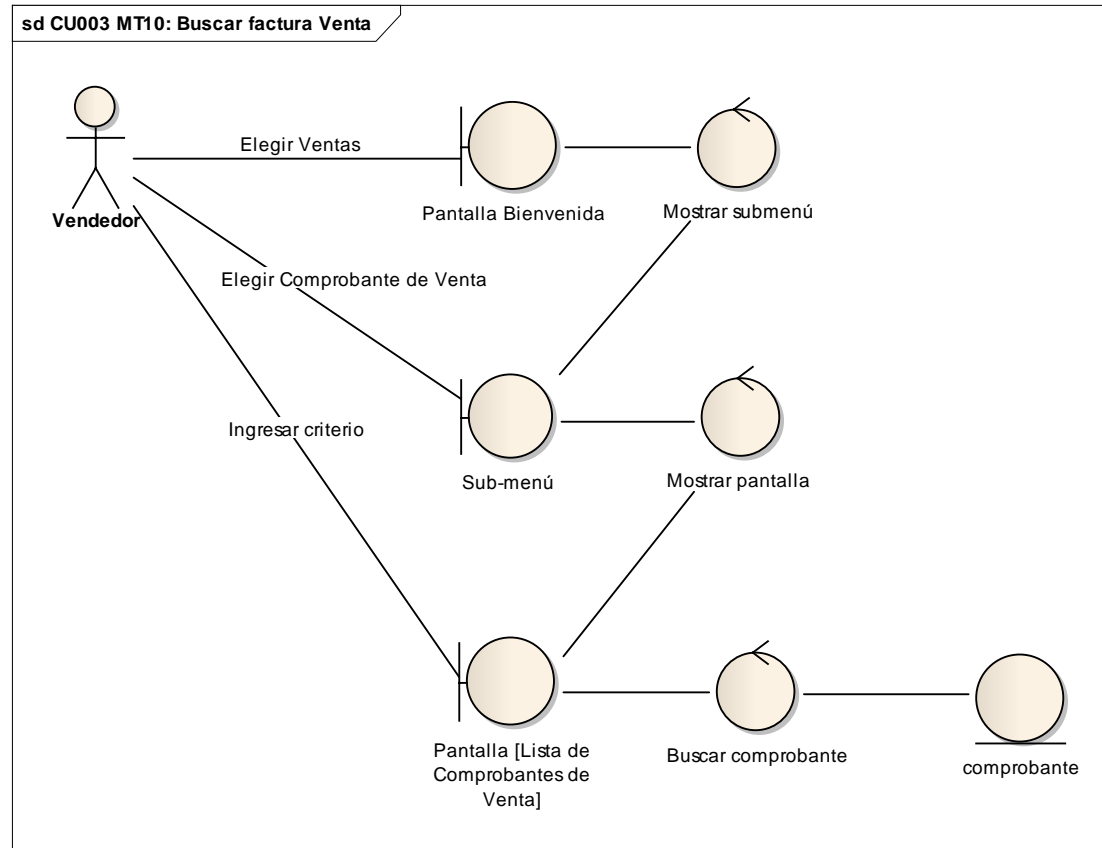 sd CU003 MT10: Buscar factura Venta
Elegir Ventas
Vendedor
Pantalla Bienvenida
Mostrar submenú
Elegir Comprobante de Venta
Ingresar criterio
Sub-menú
Mostrar pantalla
Pantalla [Lista de
Comprobantes de
Venta]
Buscar comprobante
comprobante